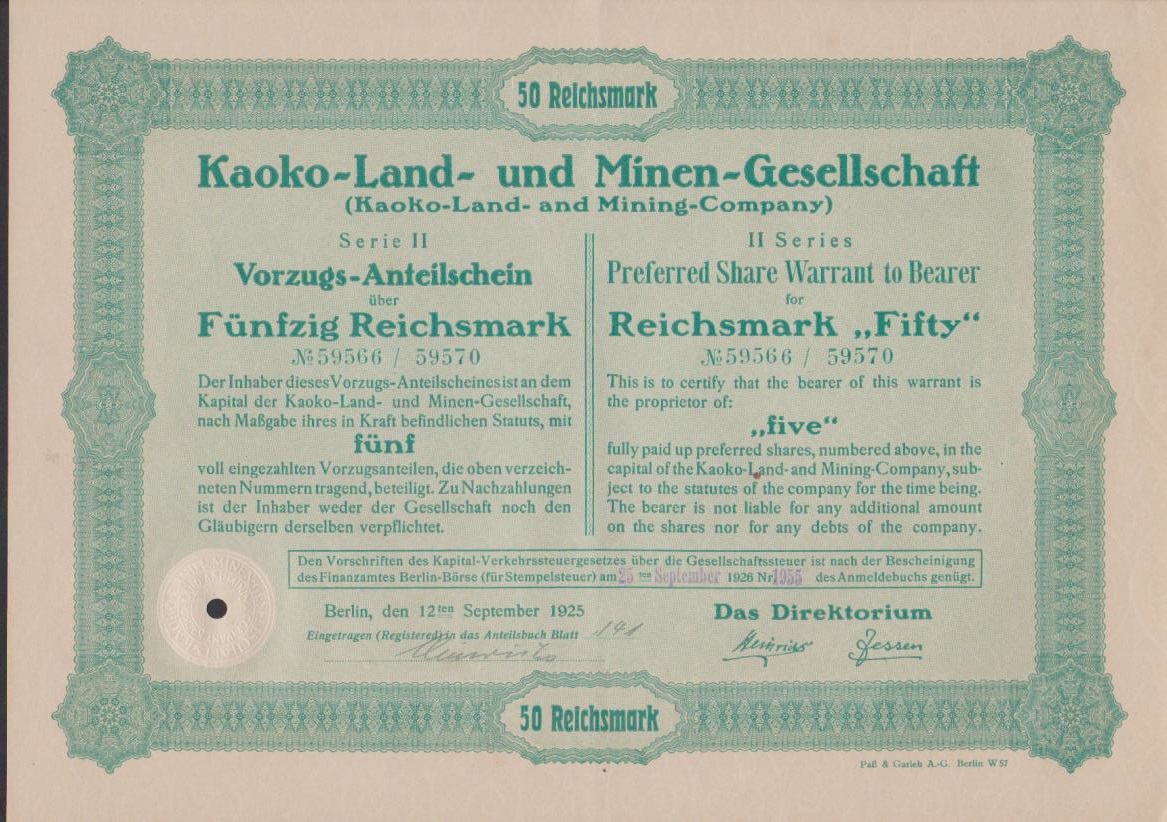 50 Reichsmark
Kaoko-Land- und Minen-Gesellschaft
(Kaoko-Land- and Mining-Company)
Serie II
Vorzugs-Anteilschein
über
Fünfzig Reichsmark
№ 59566 / 59570
Der Inhaber dieses Vorzugs-Anteilscheines ist an dem
Kapital der Kaoko-Land- und Minen-Gesellschaft,
nach Maßgabe ihres in Kraft befindlichen Statuts, mit
fünf
voll eingezahlten Vorzugsanteilen, die oben verzeich-
neten Nummern tragend, beteiligt. Zu Nachzahlungen
ist der Inhaber weder der Gesellschaft noch den
Gläubigern derselben verpflichtet.
II Series
Preferred Share Warrant to Bearer
for
Reichsmark „Fifty“
№ 59566 / 59570
This is to certify that the bearer of this warrant is
the proprietor of:
„five“
fully paid up preferred shares, numbered above, in the
capital of the Kaoko-Land- and Mining-Company, sub-
ject to the statutes of the company for the time being.
The bearer is not liable for any additional amount
on the shares nor for any debts of the company.
Den Vorschriften des Kapital-Verkehrssteuergesetzes über die Gesellschaftssteuer ist nach der Bescheinigung
des Finanzamtes Berlin-Börse (für Stempelsteuer) am 25 ten September 1926 Nr 1955 des Anmeldebuchs genügt.
Berlin, den 12ten September 1925
Eingetragen (Registered) in das Anteilsbuch Blatt 141
Das Direktorium
Heinrichs Jessen
50 Reichsmark
Paß & Garleb A.-G. Berlin W 57